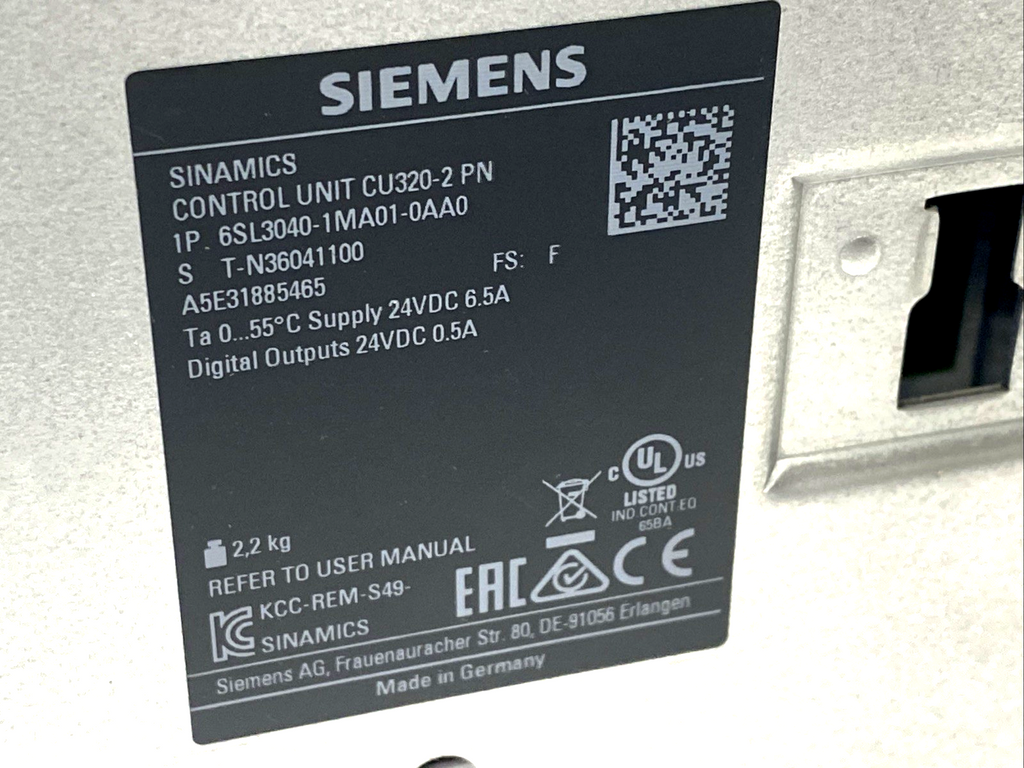 SIEMENS
SINAMICS
CONTROL UNIT CU320-2 PN
1P 6SL3040-1MA01-0AA0
S T-N36041100
A5E31885465 FS: F
Ta 0...55°C Supply 24VDC 6.5A
Digital Outputs 24VDC 0.5A
C UL US
LISTED
IND.CONT.EQ
65BA
2,2 kg
REFER TO USER MANUAL
KCC-REM-S49-
SINAMICS
EAC CE
Siemens AG, Frauenauracher Str. 80, DE-91056 Erlangen
Made in Germany